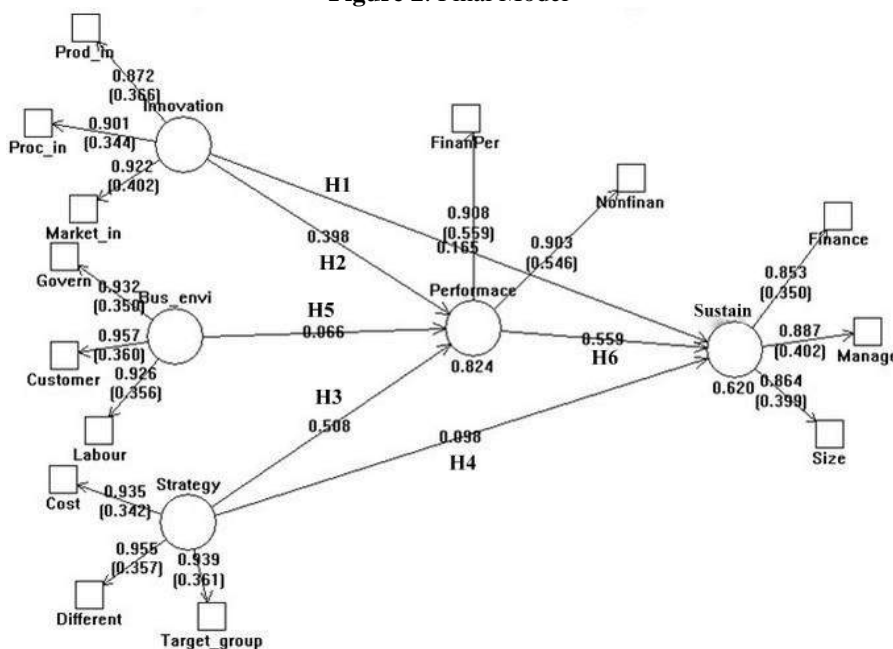 Figure 2. Final Model
Prod_in
0.872
(0.366)
Innovation
Proc_in
0.901
(0.344)
0.922
(0.402)
Market_in
FinanPer
Nonfinan
H1
0.908
(0.559)
0.165
0.903
(0.546)
0.398
H2
Finance
0.853
(0.350)
Govern
0.932
(0.350)
Bus_envi
H5
0.066
Performace
0.824
Sustain
0.559
H6
0.887
(0.402)
Manage
0.957
(0.360)
Customer
0.926
(0.356)
Labour
0.620
0.864
(0.399)
Size
H3
0.508
0.098
H4
Strategy
Cost
0.935
(0.342)
0.955
(0.357)
Different
0.939
(0.361)
Target_group